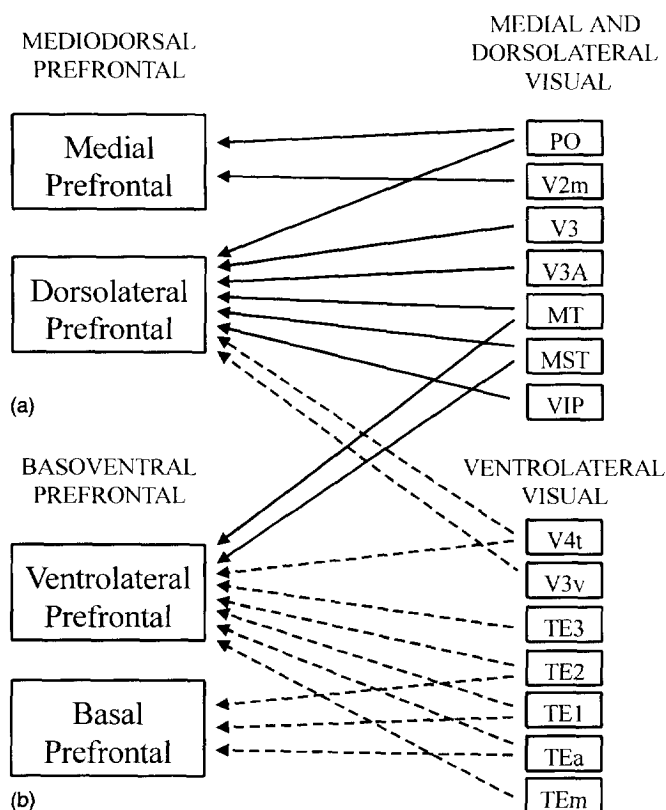 MEDIODORSAL
PREFRONTAL
MEDIAL AND
DORSOLATERAL
VISUAL
Medial
Prefrontal
Dorsolateral
Prefrontal
PO
V2m
V3
V3A
MT
MST
VIP
(a)
BASOVENTRAL
PREFRONTAL
VENTROLATERAL
VISUAL
Ventrolateral
Prefrontal
Basal
Prefrontal
V4t
V3v
TE3
TE2
TE1
TEa
TEm
(b)